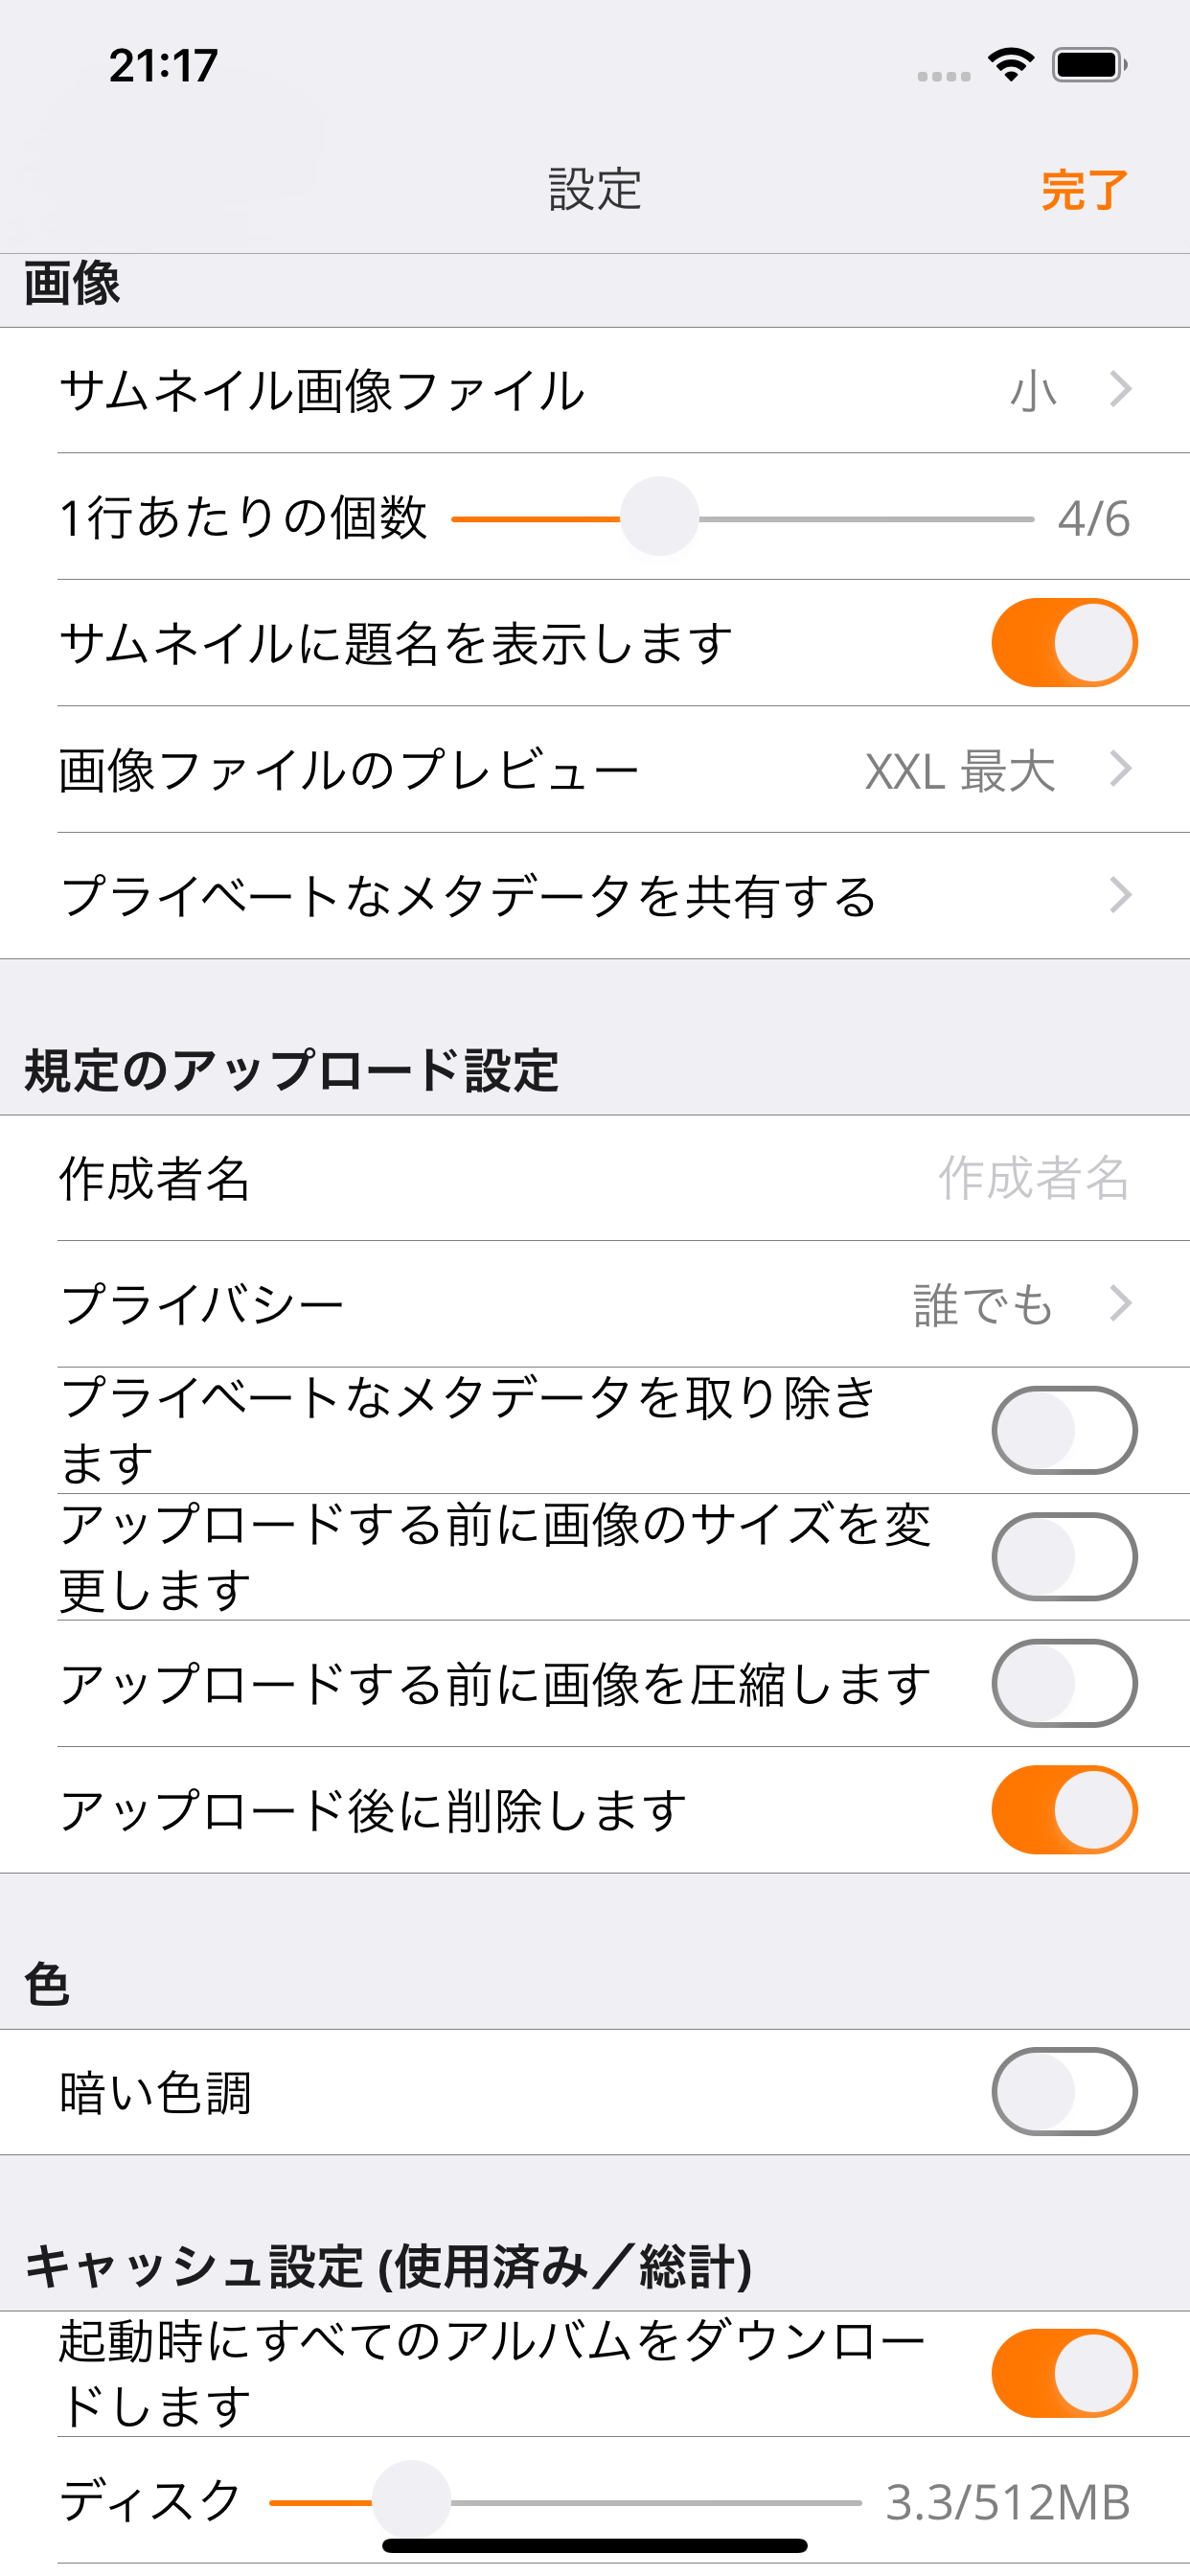 21:17
設定
完了
画像
サムネイル画像ファイル 小
1行あたりの個数 4/6
サムネイルに題名を表示します
画像ファイルのプレビュー XXL 最大
プライベートなメタデータを共有する
規定のアップロード設定
作成者名 作成者名
プライバシー 誰でも
プライベートなメタデータを取り除き
ます
アップロードする前に画像のサイズを変
更します
アップロードする前に画像を圧縮します
アップロード後に削除します
色
暗い色調
キャッシュ設定 (使用済み／総計)
起動時にすべてのアルバムをダウンロー
ドします
ディスク 3.3/512MB